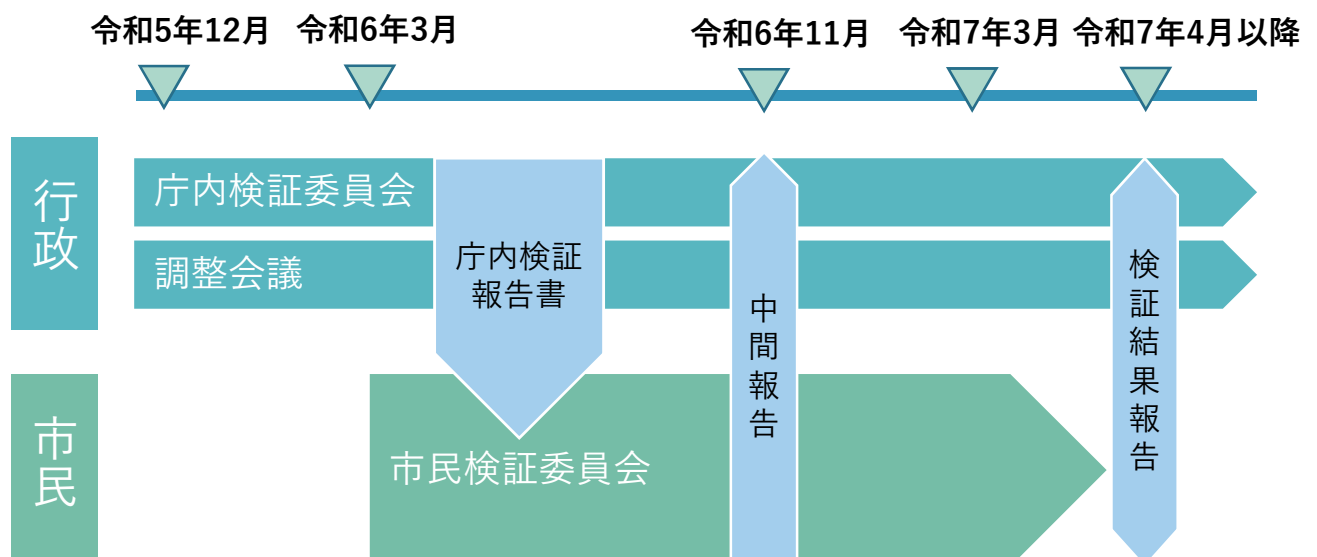 令和5年12月 令和6年3月 令和6年11月 令和7年3月 令和7年4月以降
行政
庁内検証委員会
調整会議
庁内検証
報告書
中間報告
検証結果報告
市民
市民検証委員会